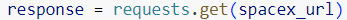 response = requests.get(spacex_url)